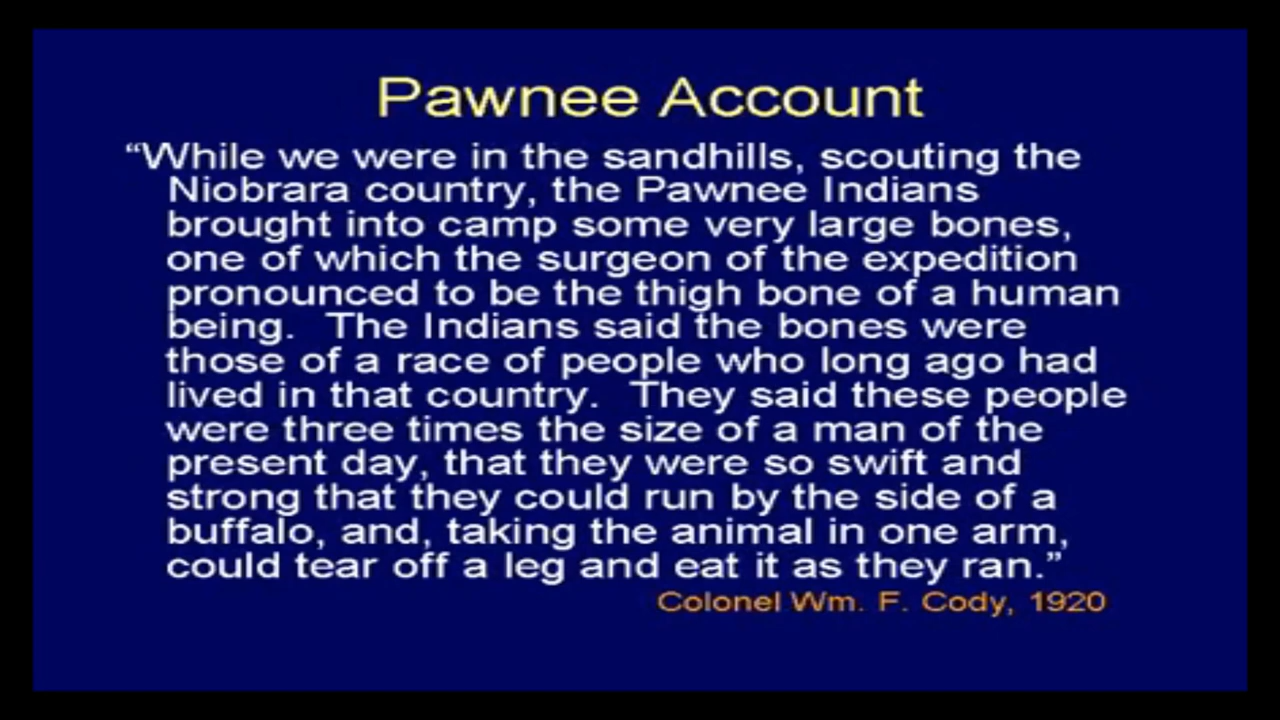 Pawnee Account
“While we were in the sandhills, scouting the
Niobrara country, the Pawnee Indians
brought into camp some very large bones,
one of which the surgeon of the expedition
pronounced to be the thigh bone of a human
being.  The Indians said the bones were
those of a race of people who long ago had
lived in that country.  They said these people
were three times the size of a man of the
present day, that they were so swift and
strong that they could run by the side of a
buffalo, and, taking the animal in one arm,
could tear off a leg and eat it as they ran.”
Colonel Wm. F. Cody, 1920